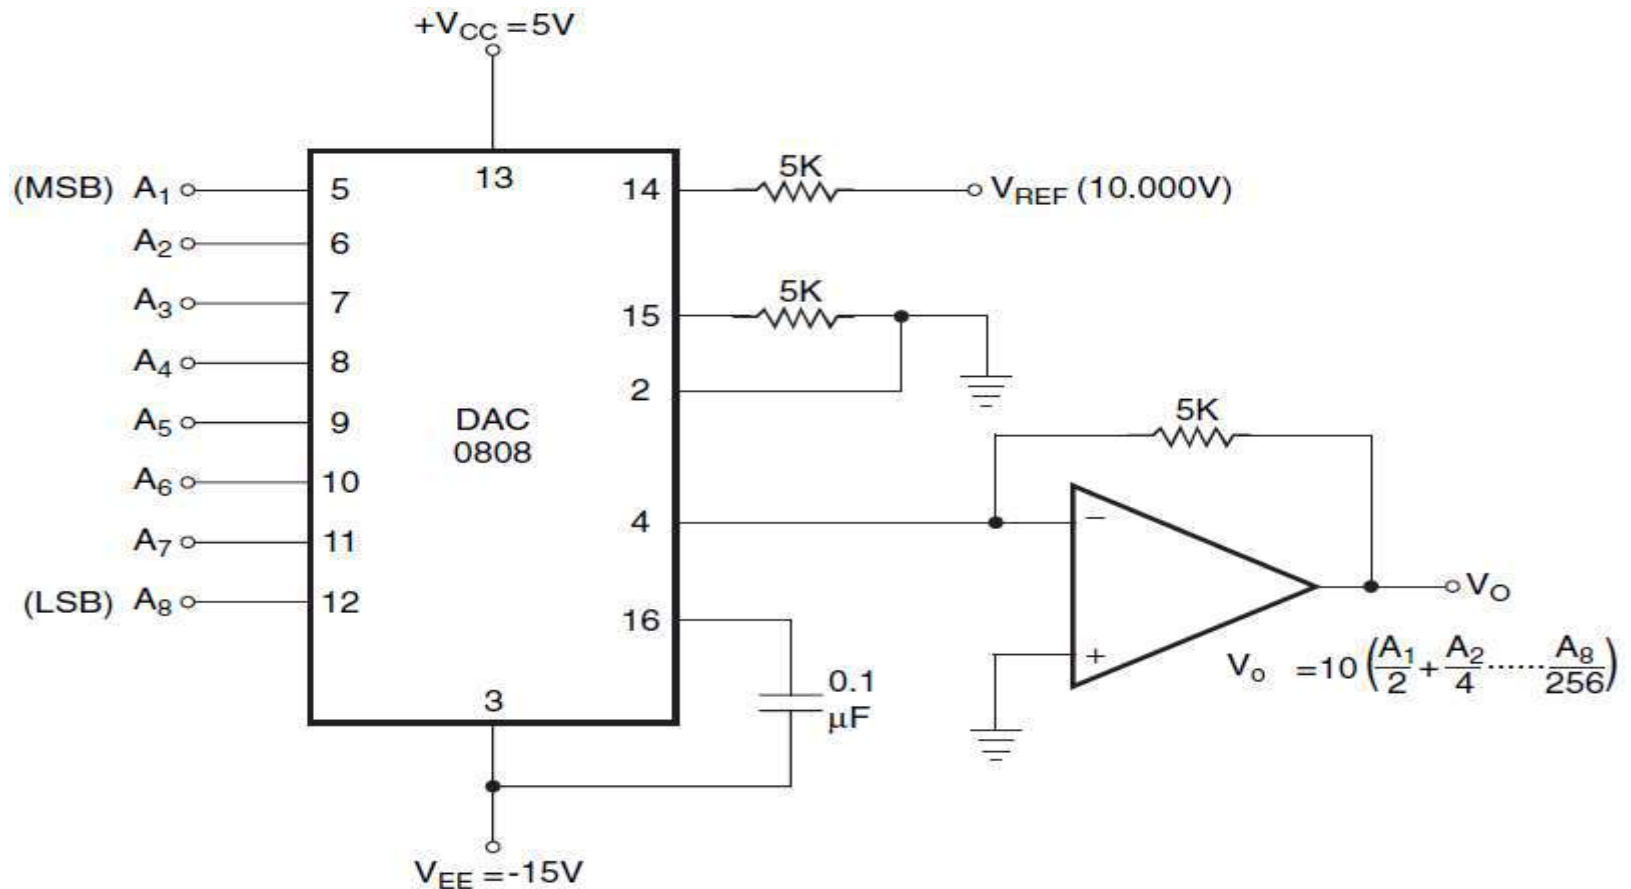 +VCC = 5V
(MSB) A1
5
13
14
5K
VREF (10.000V)
A2
6
A3
7
15
5K
A4
8
2
A5
9
DAC
0808
5K
A6
10
4
−
A7
11
VO
(LSB) A8
12
16
+
Vo = 10 (A1/2 + A2/4 ...... A8/256)
0.1
µF
3
VEE = -15V